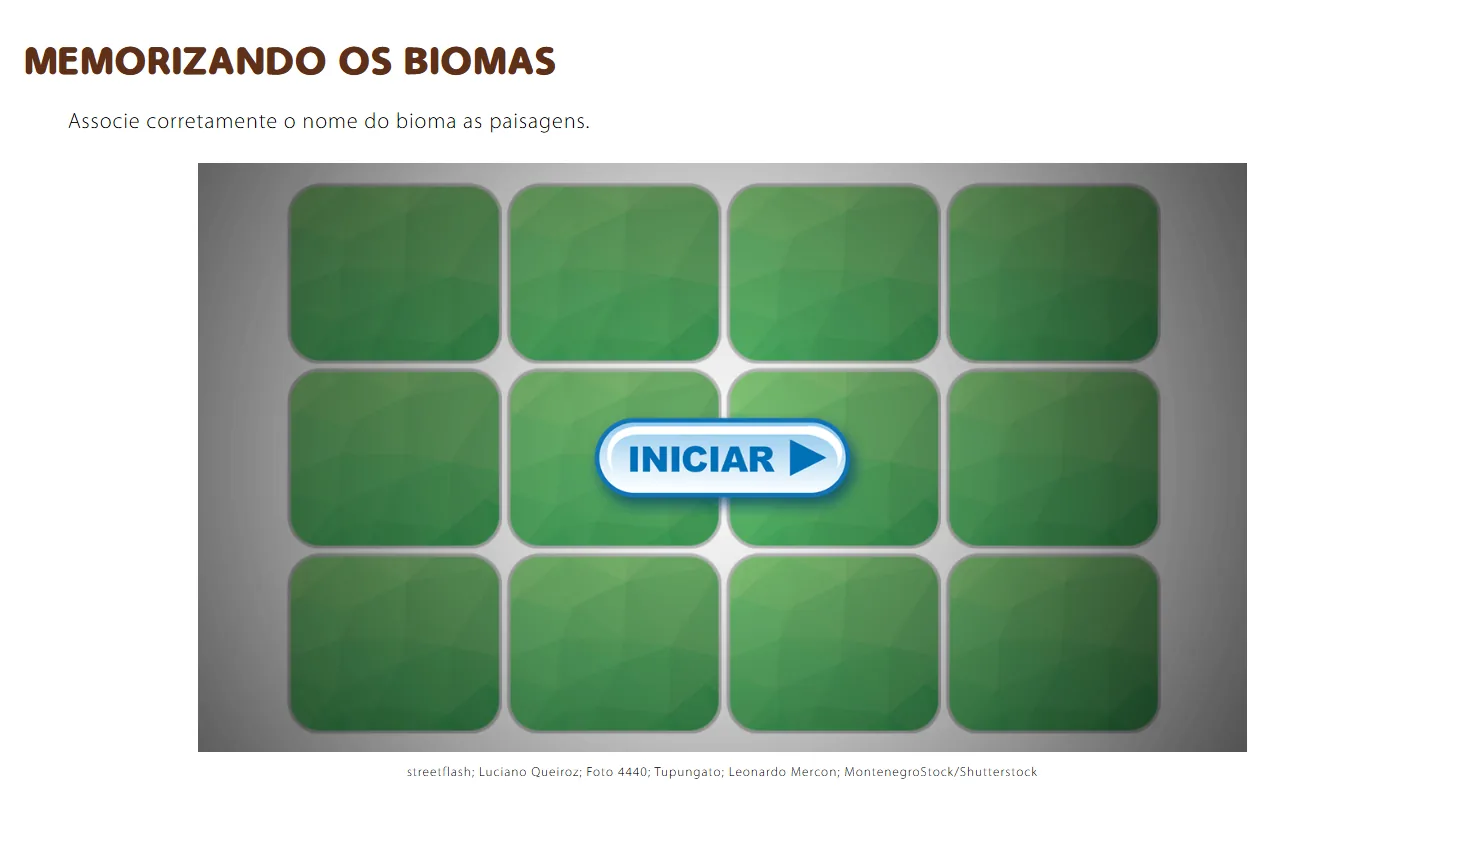 MEMORIZANDO OS BIOMAS
Associe corretamente o nome do bioma as paisagens.
INICIAR
streetflash; Luciano Queiroz; Foto 4440; Tupungato; Leonardo Mercon; MontenegroStock/Shutterstock